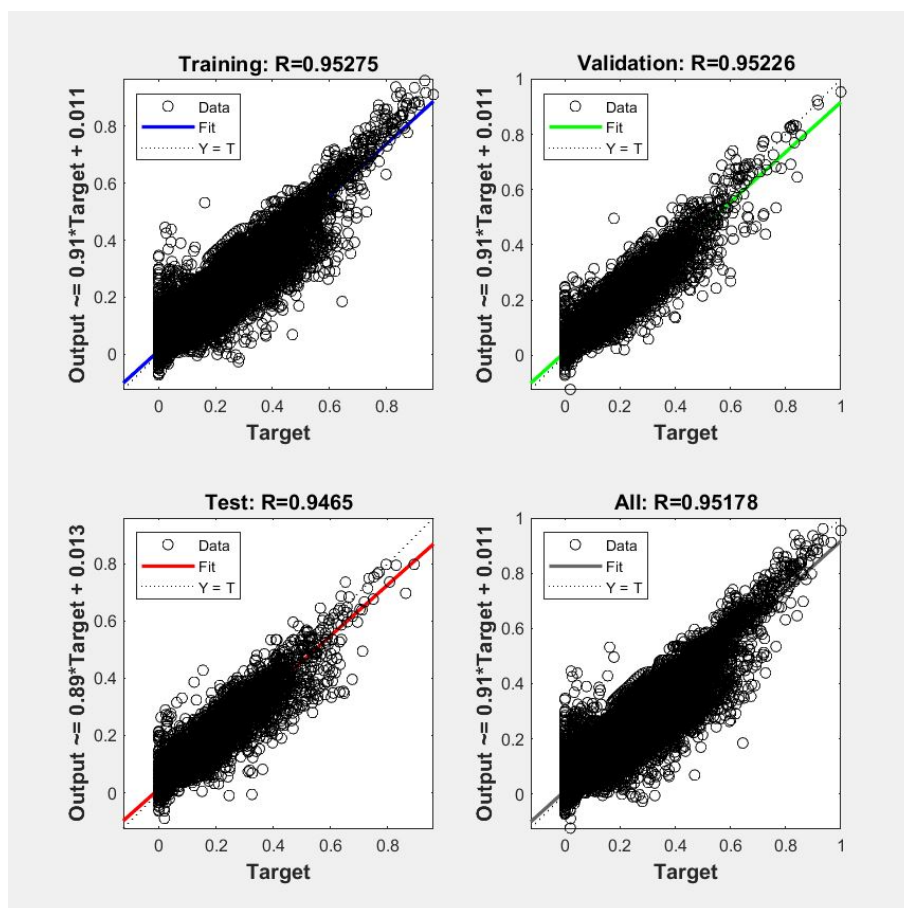 Training: R=0.95275
Output ~= 0.91*Target + 0.011
0.8
0.6
0.4
0.2
0
Data
Fit
Y = T
0
0.2
0.4
0.6
0.8
Target
Validation: R=0.95226
Output ~= 0.91*Target + 0.011
1
0.8
0.6
0.4
0.2
0
Data
Fit
Y = T
0
0.2
0.4
0.6
0.8
1
Target
Test: R=0.9465
Output ~= 0.89*Target + 0.013
0.8
0.6
0.4
0.2
0
Data
Fit
Y = T
0
0.2
0.4
0.6
0.8
Target
All: R=0.95178
Output ~= 0.91*Target + 0.011
1
0.8
0.6
0.4
0.2
0
Data
Fit
Y = T
0
0.2
0.4
0.6
0.8
1
Target